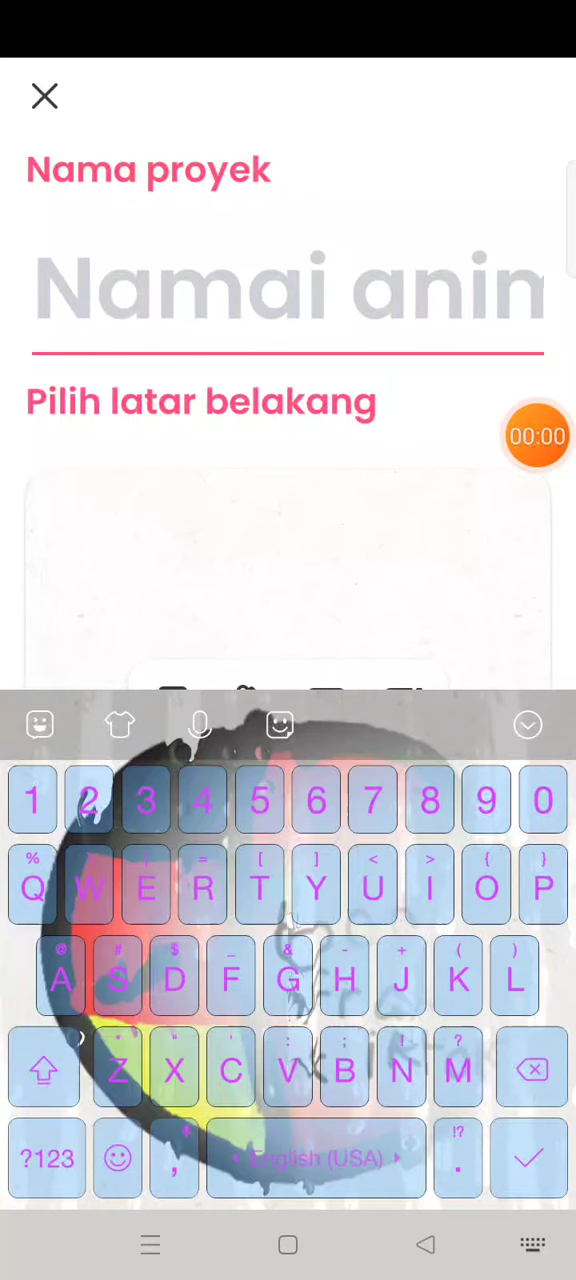 Nama proyek
Namai anim
Pilih latar belakang
00:00
1 2 3 4 5 6 7 8 9 0
% = [ ] < > { }
Q W E R T Y U I O P
@ # $ _ & - + ( )
A S D F G H J K L
* " ' : ; ! ?
Z X C V B N M
!?
?123 , English (USA) .